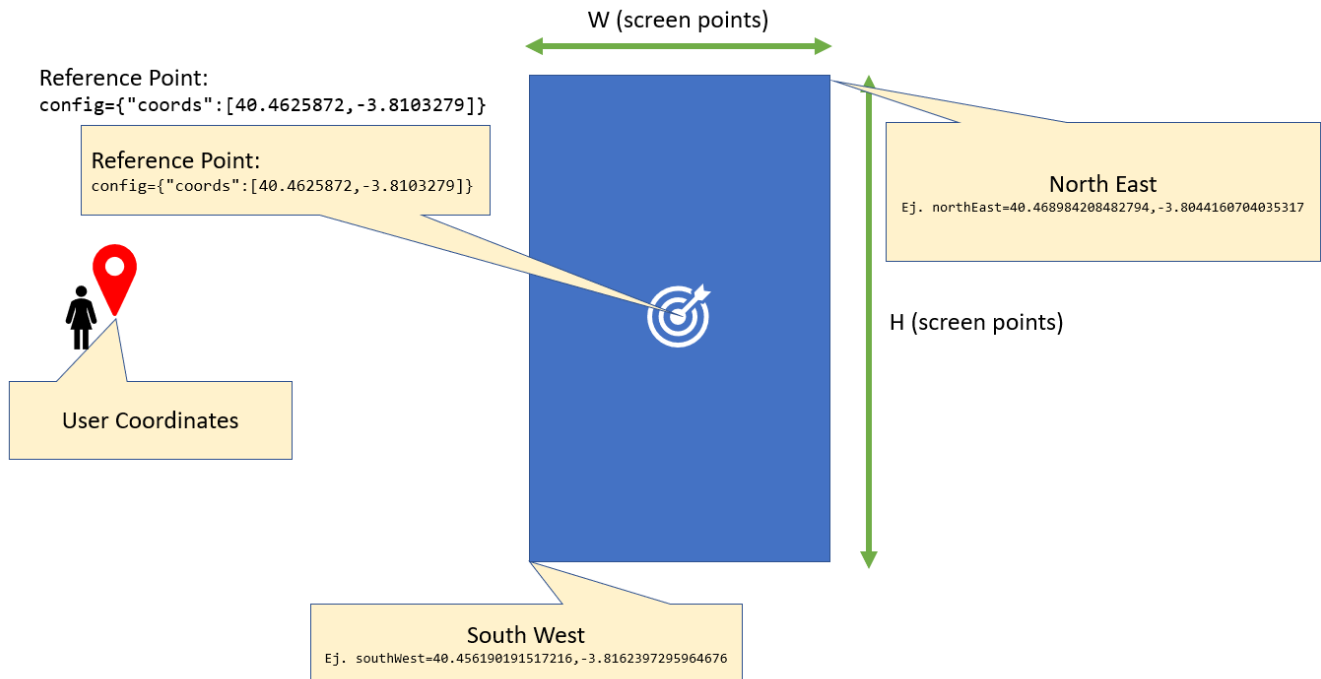 W (screen points)
Reference Point:
config={"coords":[40.4625872,-3.8103279]}
Reference Point:
config={"coords":[40.4625872,-3.8103279]}
North East
Ej. northEast=40.468984208482794,-3.8044160704035317
H (screen points)
User Coordinates
South West
Ej. southWest=40.456190191517216,-3.8162397295964676